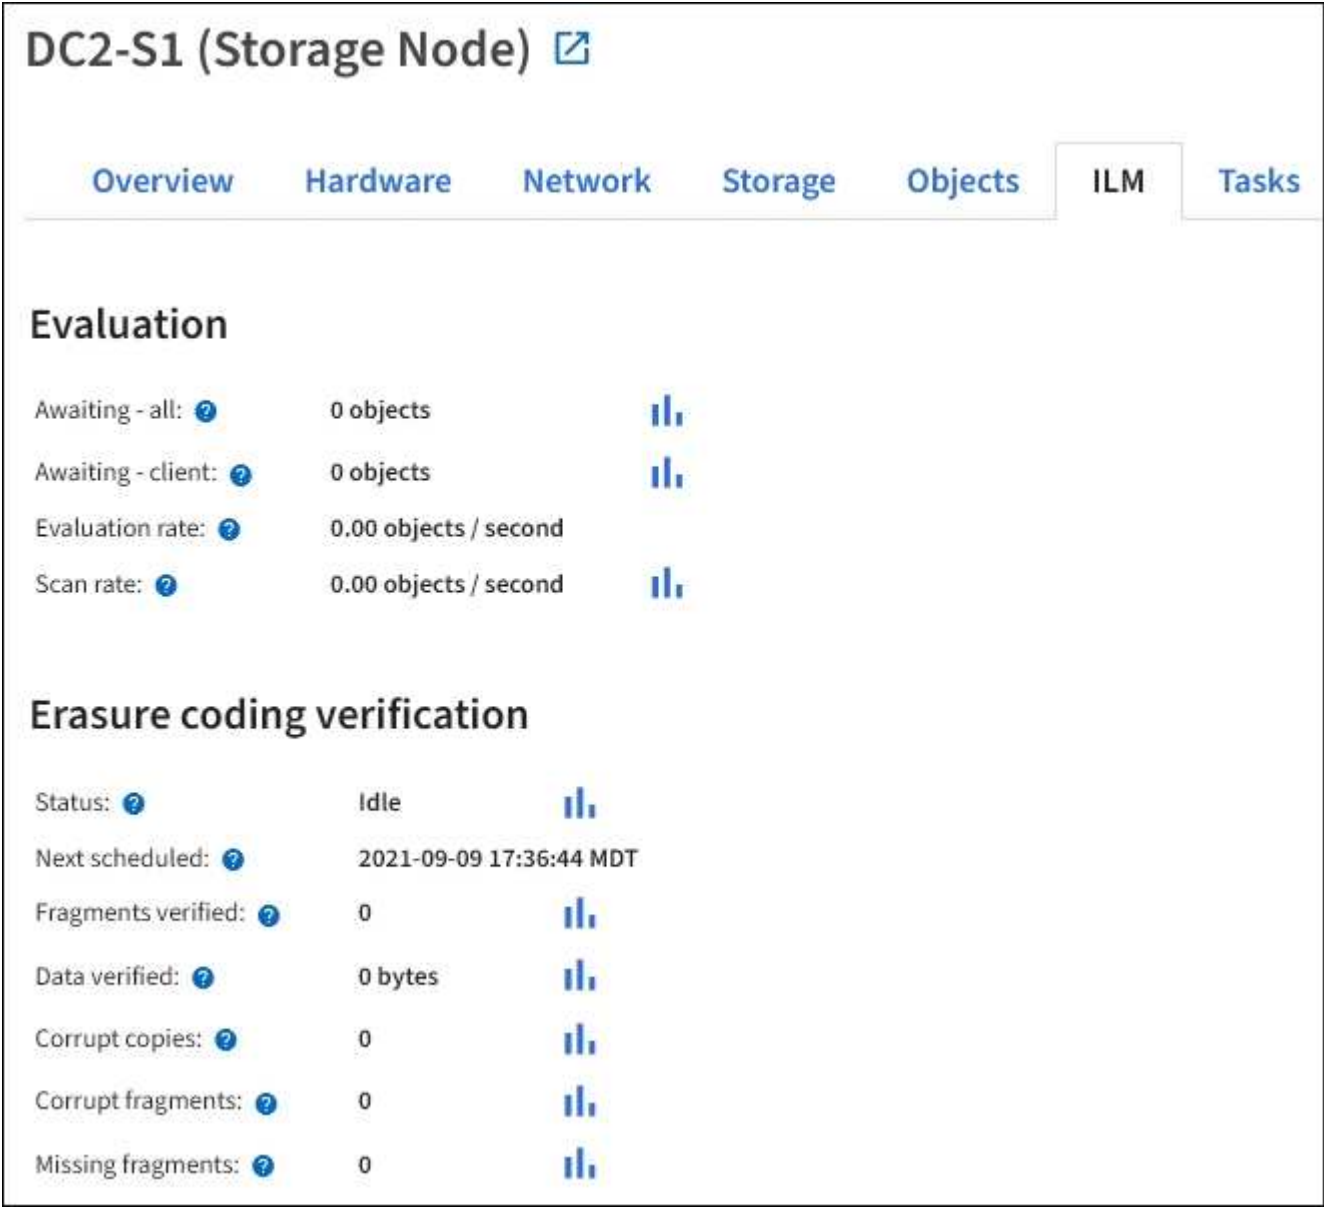 DC2-S1 (Storage Node)
Overview Hardware Network Storage Objects ILM Tasks
Evaluation
Awaiting - all: 0 objects
Awaiting - client: 0 objects
Evaluation rate: 0.00 objects / second
Scan rate: 0.00 objects / second
Erasure coding verification
Status: Idle
Next scheduled: 2021-09-09 17:36:44 MDT
Fragments verified: 0
Data verified: 0 bytes
Corrupt copies: 0
Corrupt fragments: 0
Missing fragments: 0